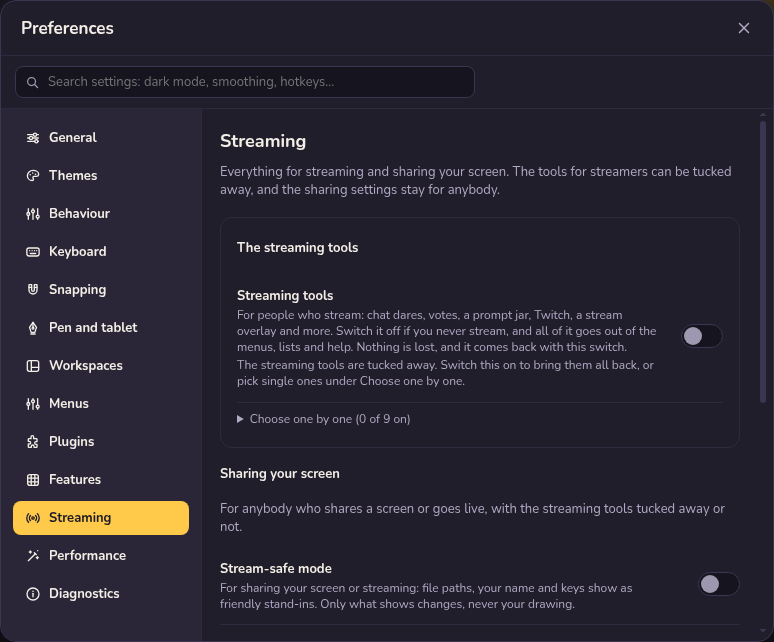 Preferences
Search settings: dark mode, smoothing, hotkeys...
General
Themes
Behaviour
Keyboard
Snapping
Pen and tablet
Workspaces
Menus
Plugins
Features
Streaming
Performance
Diagnostics
Streaming
Everything for streaming and sharing your screen. The tools for streamers can be tucked
away, and the sharing settings stay for anybody.
The streaming tools
Streaming tools
For people who stream: chat dares, votes, a prompt jar, Twitch, a stream
overlay and more. Switch it off if you never stream, and all of it goes out of the
menus, lists and help. Nothing is lost, and it comes back with this switch.
The streaming tools are tucked away. Switch this on to bring them all back, or
pick single ones under Choose one by one.
Choose one by one (0 of 9 on)
Sharing your screen
For anybody who shares a screen or goes live, with the streaming tools tucked away or
not.
Stream-safe mode
For sharing your screen or streaming: file paths, your name and keys show as
friendly stand-ins. Only what shows changes, never your drawing.